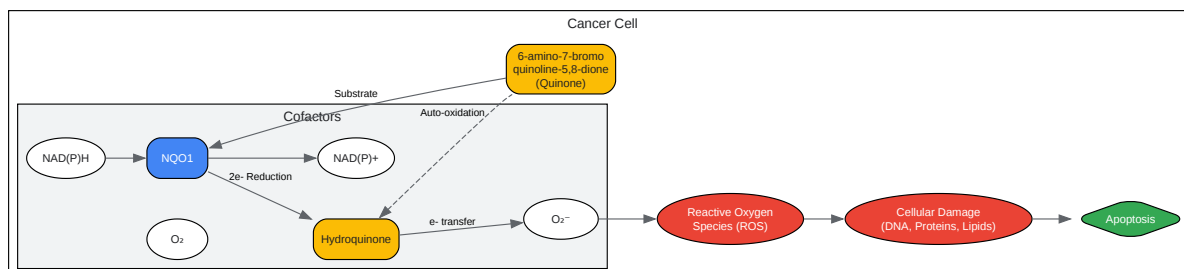 Cancer Cell
6-amino-7-bromo
quinoline-5,8-dione
(Quinone)
Substrate
Auto-oxidation
Cofactors
NAD(P)H
NQO1
NAD(P)+
2e- Reduction
O₂
Hydroquinone
e- transfer
O₂⁻
Reactive Oxygen
Species (ROS)
Cellular Damage
(DNA, Proteins, Lipids)
Apoptosis